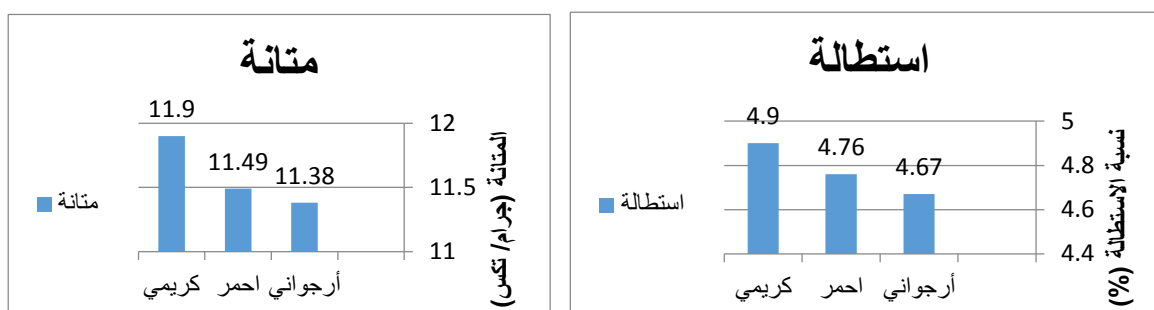 متانة
11.9
11.49
11.38
12
11.5
11
المتانة (جرام/ تكس)
متانة
كريمي احمر أرجواني
استطالة
4.9
4.76
4.67
5
4.8
4.6
4.4
نسبة الاستطالة (%)
استطالة
كريمي احمر أرجواني